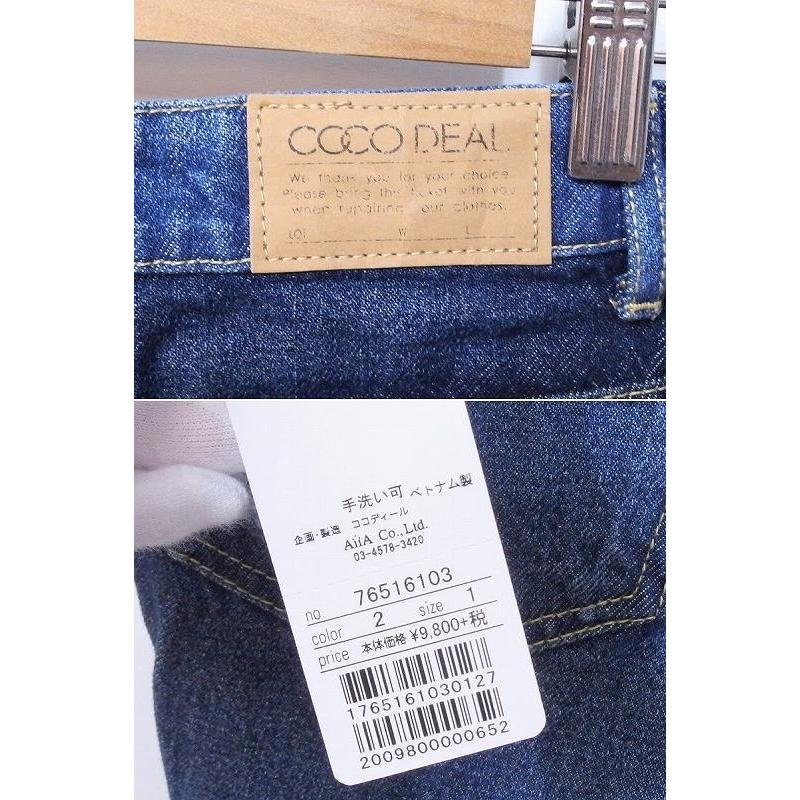 COCO DEAL
We thank you for your choice.
Please bring this ticket with you
when repairing your clothes.
LOT W L
手洗い可 ベトナム製
企画・製造 ココディール
AiiA Co.,Ltd.
03-4578-3420
no. 76516103
color 2 size 1
price 本体価格 ¥9,800+税
1765161030127
2009800000652